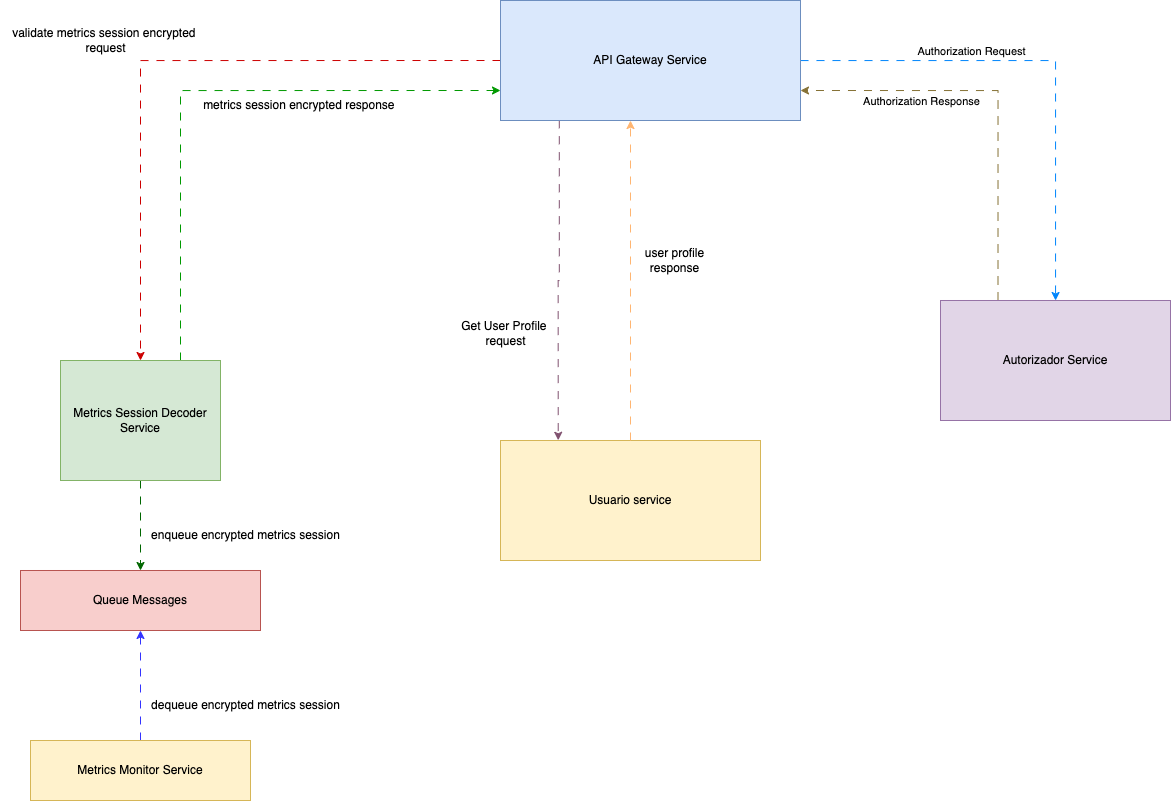 validate metrics session encrypted
request
API Gateway Service
Authorization Request
metrics session encrypted response
Authorization Response
user profile
response
Get User Profile
request
Autorizador Service
Metrics Session Decoder
Service
Usuario service
enqueue encrypted metrics session
Queue Messages
dequeue encrypted metrics session
Metrics Monitor Service